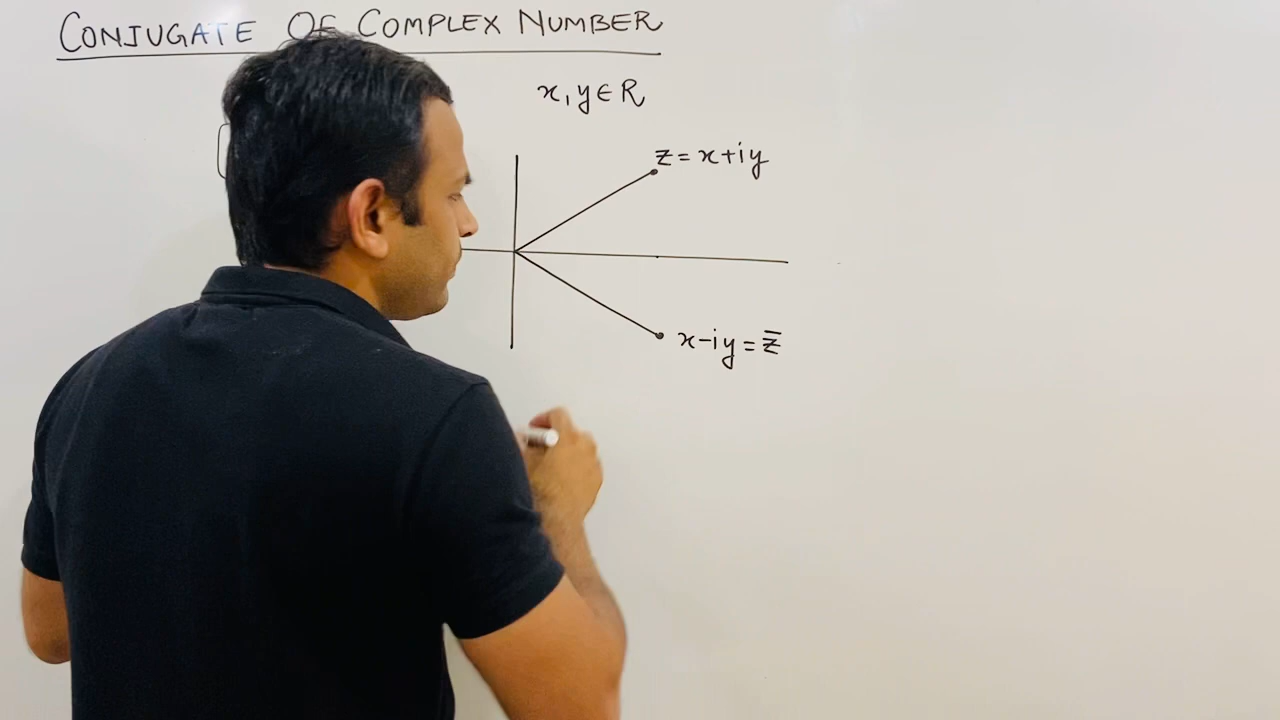 CONJUGATE OF COMPLEX NUMBER
x, y ∈ R
z = x+iy
x-iy = z̅